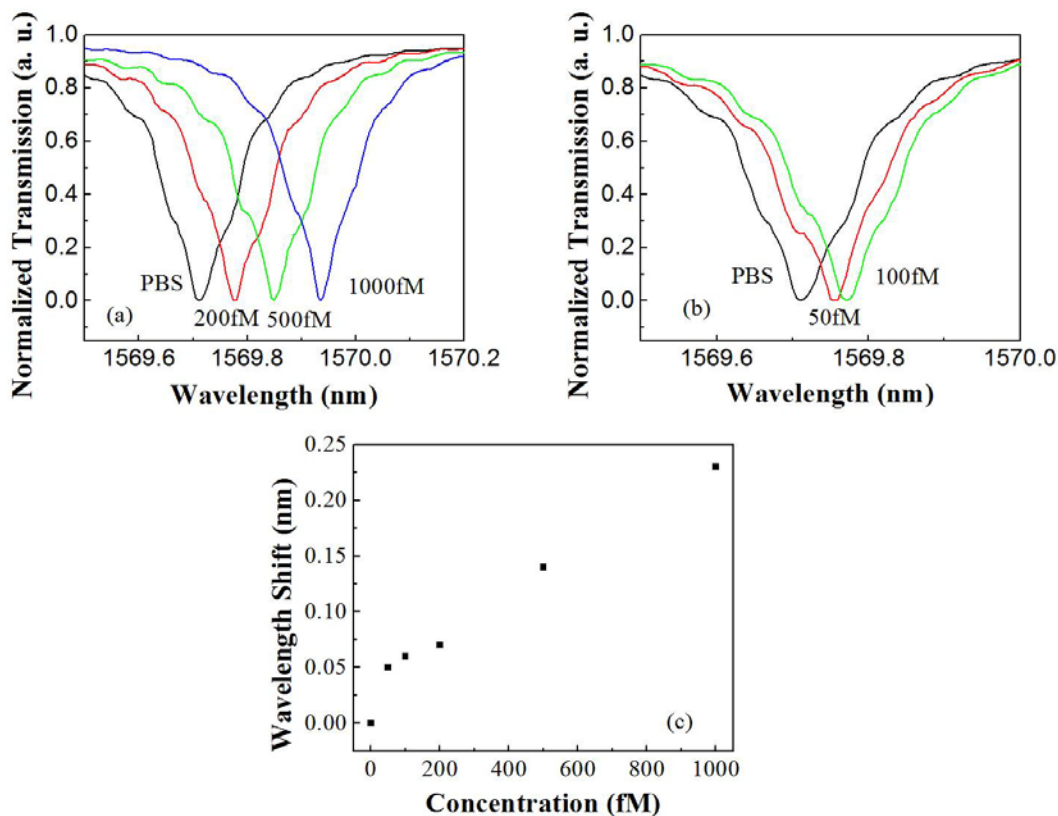 Normalized Transmission (a. u.)
1.0
0.8
0.6
0.4
0.2
0.0
PBS
1000fM
(a)
200fM
500fM
1569.6
1569.8
1570.0
1570.2
Wavelength (nm)
Normalized Transmission (a. u.)
1.0
0.8
0.6
0.4
0.2
0.0
PBS
100fM
(b)
50fM
1569.6
1569.8
1570.0
Wavelength (nm)
Wavelength Shift (nm)
0.25
0.20
0.15
0.10
0.05
0.00
(c)
0
200
400
600
800
1000
Concentration (fM)